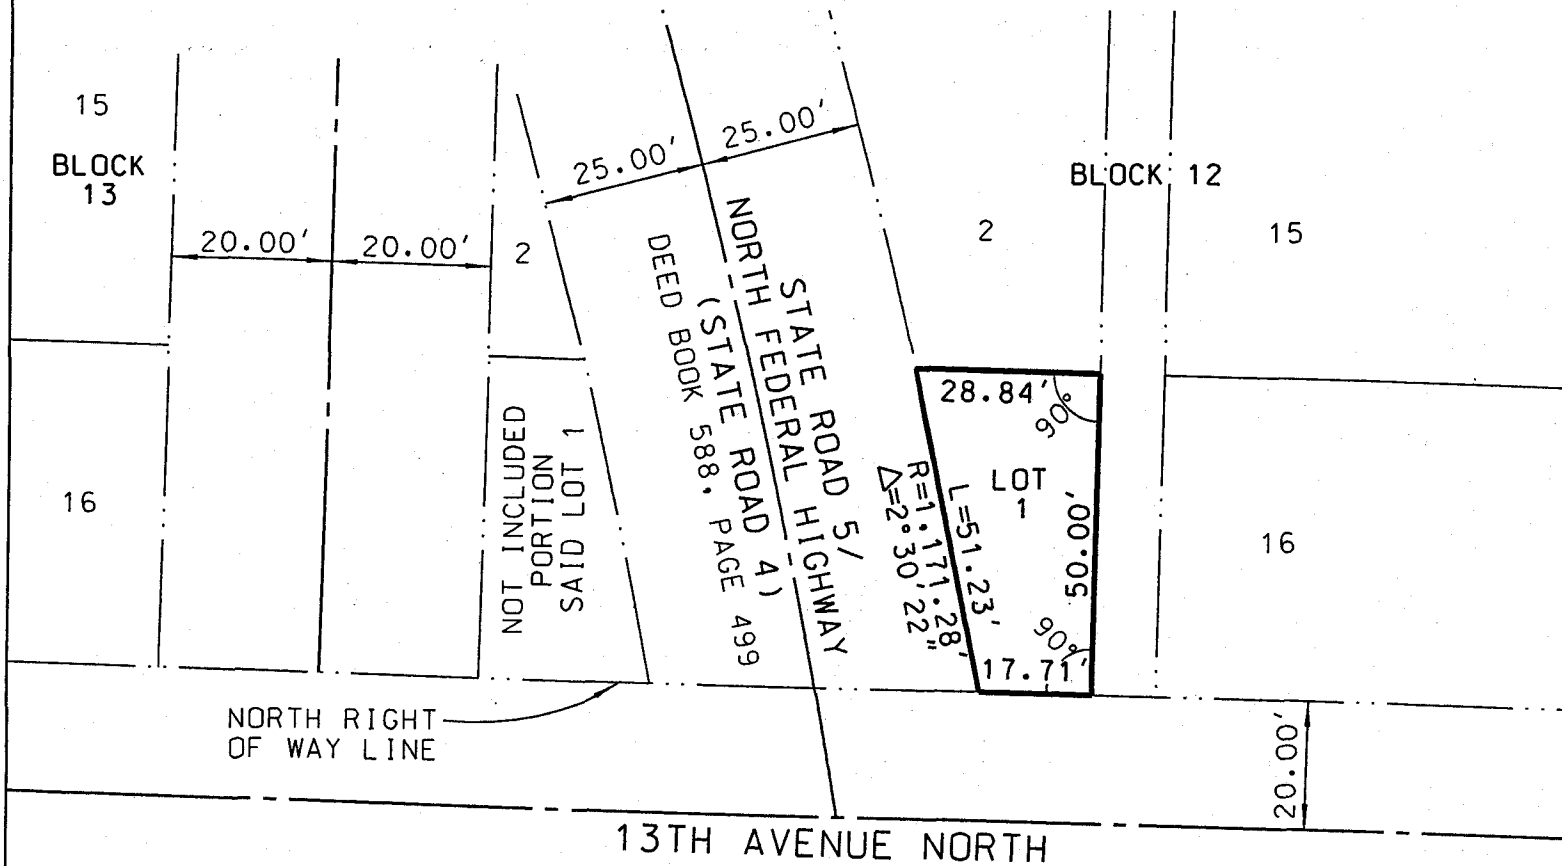 15
BLOCK
13
20.00'
20.00'
2
25.00'
25.00'
BLOCK 12
2
15
16
NOT INCLUDED
PORTION
SAID LOT 1
STATE ROAD 5/
NORTH FEDERAL HIGHWAY
(STATE ROAD 4)
DEED BOOK 588, PAGE 499
28.84'
90°
LOT
1
50.00'
90°
17.71'
L=51.23'
R=1,171.28'
Δ=2°30'22"
16
NORTH RIGHT
OF WAY LINE
20.00'
13TH AVENUE NORTH